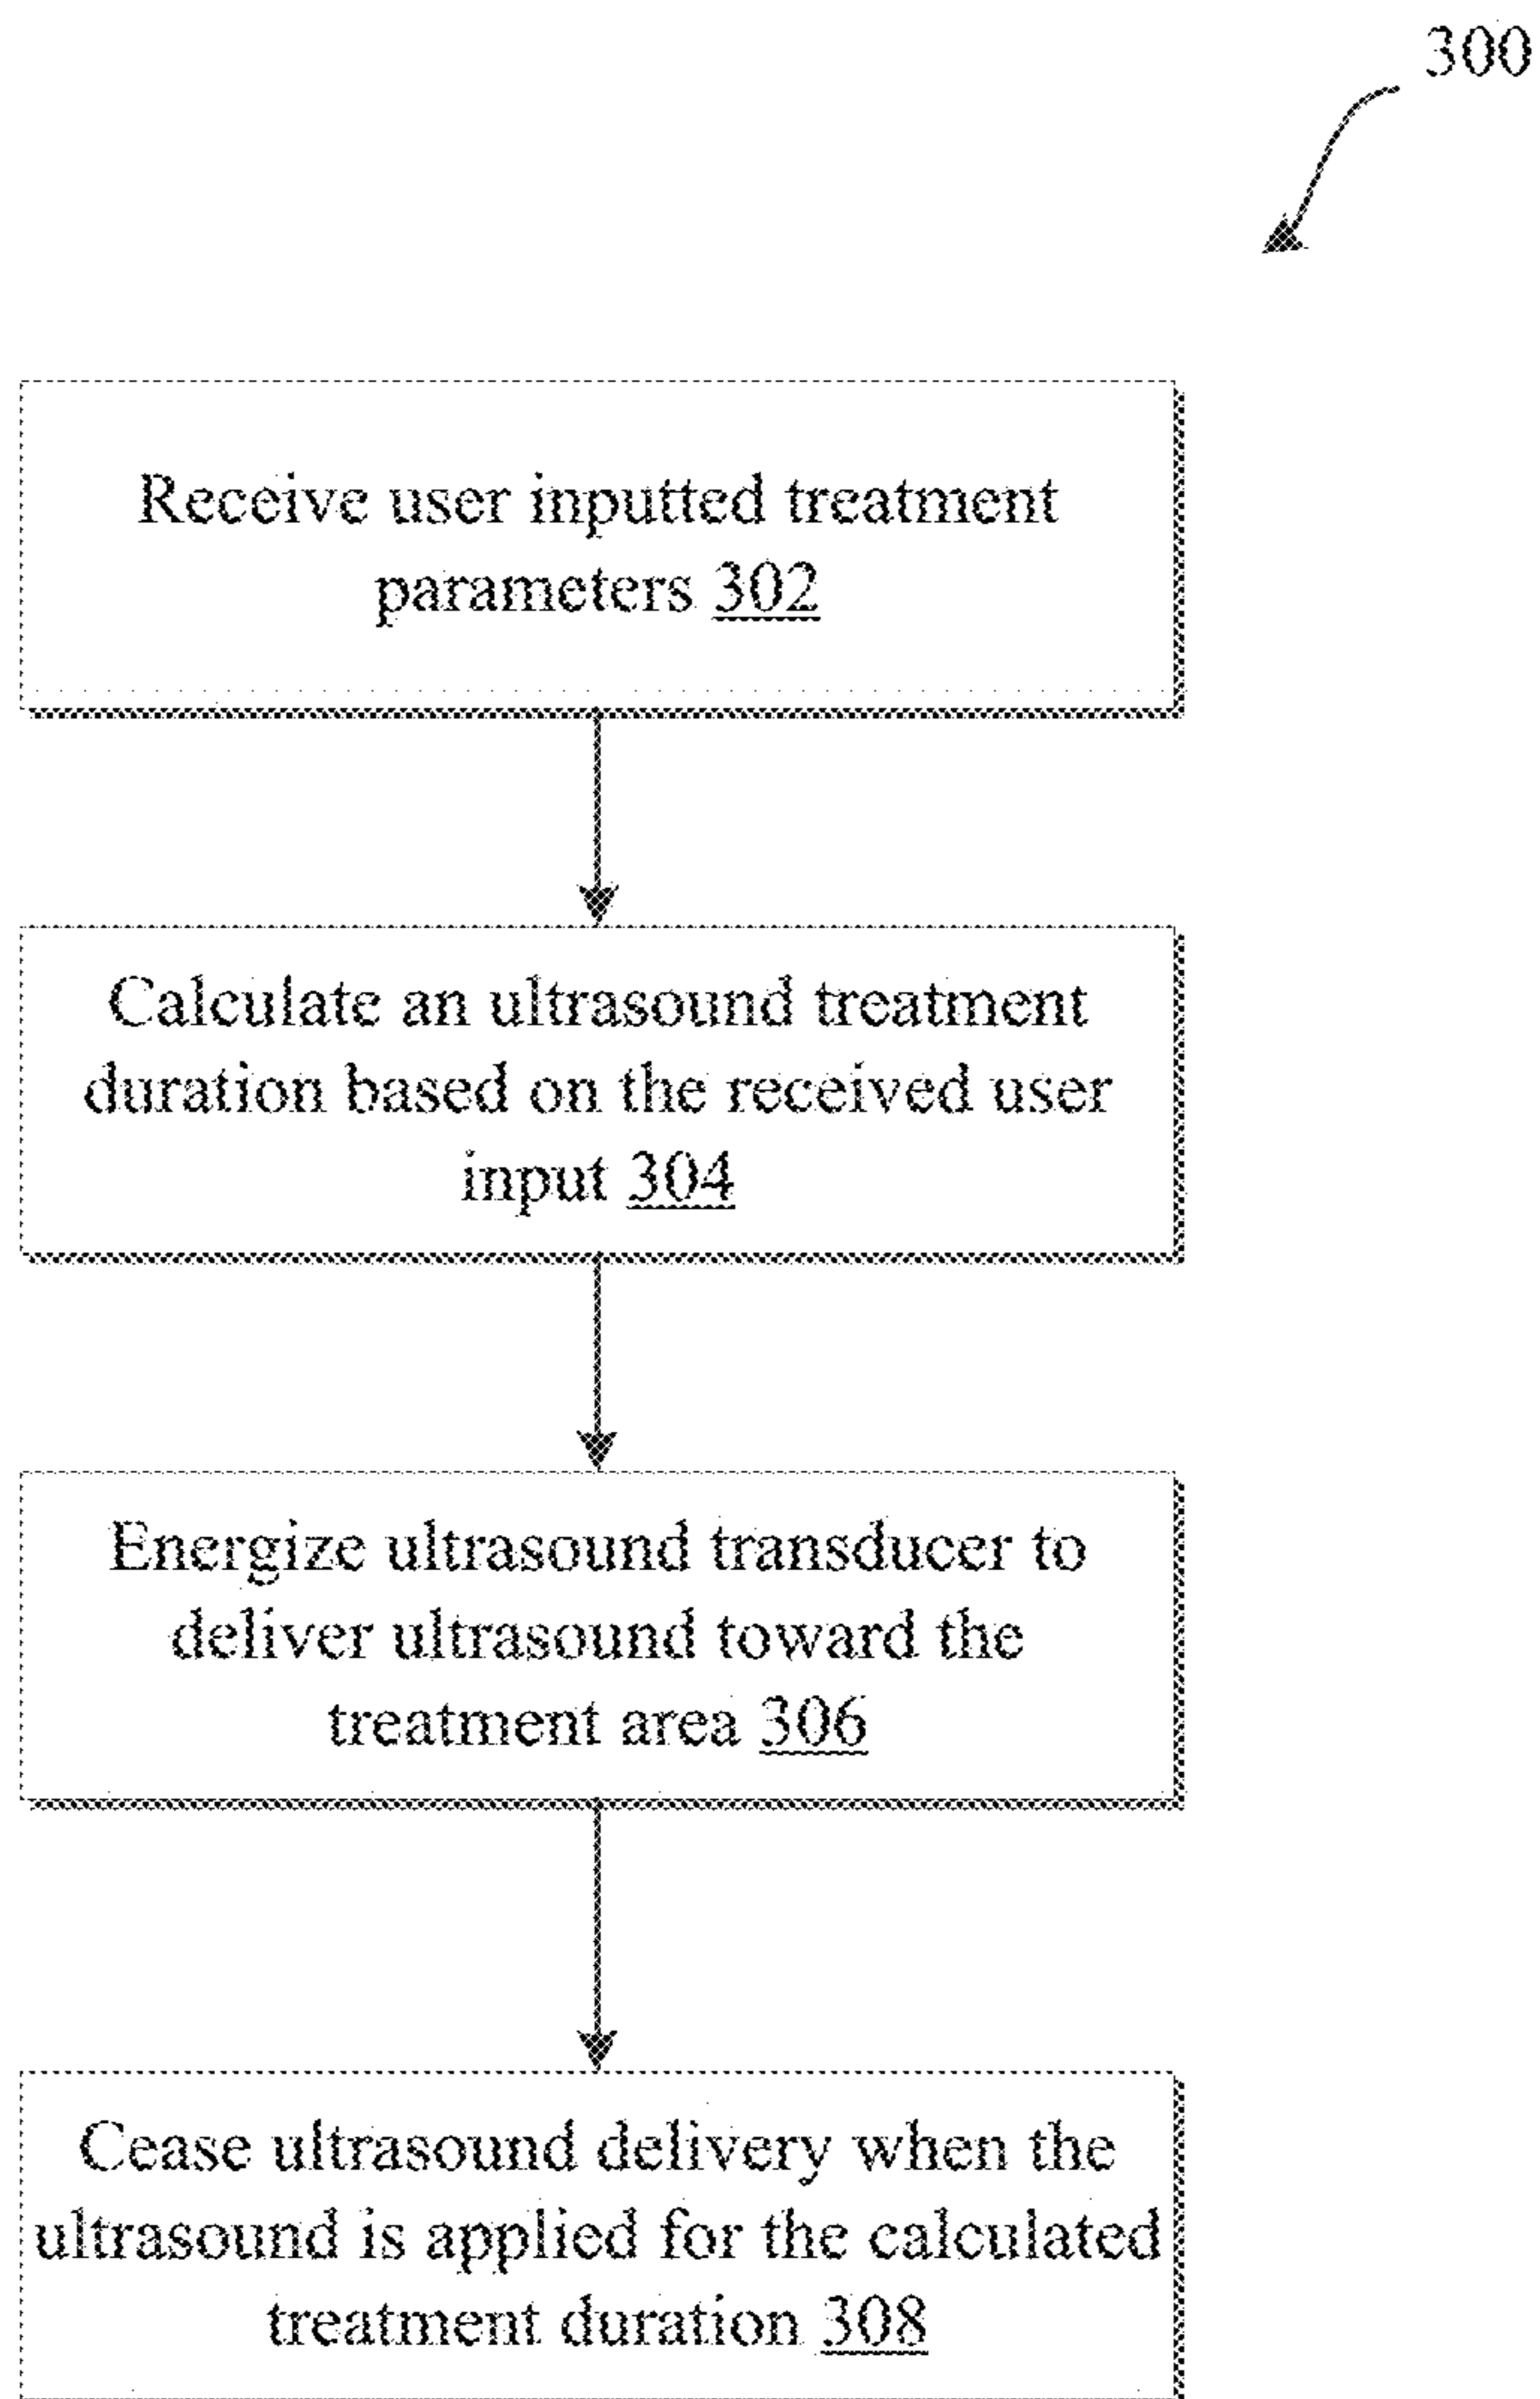 300
Receive user inputted treatment
parameters 302
Calculate an ultrasound treatment
duration based on the received user
input 304
Energize ultrasound transducer to
deliver ultrasound toward the
treatment area 306
Cease ultrasound delivery when the
ultrasound is applied for the calculated
treatment duration 308